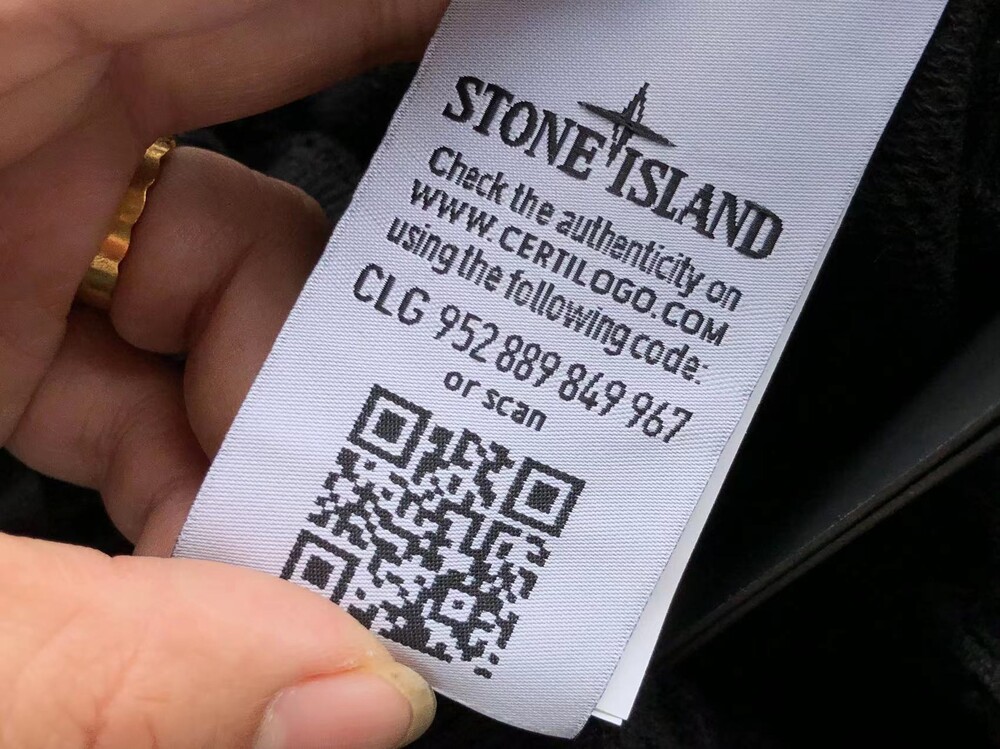 STONE ISLAND
Check the authenticity on
WWW.CERTILOGO.COM
using the following code:
CLG 952 889 849 967
or scan